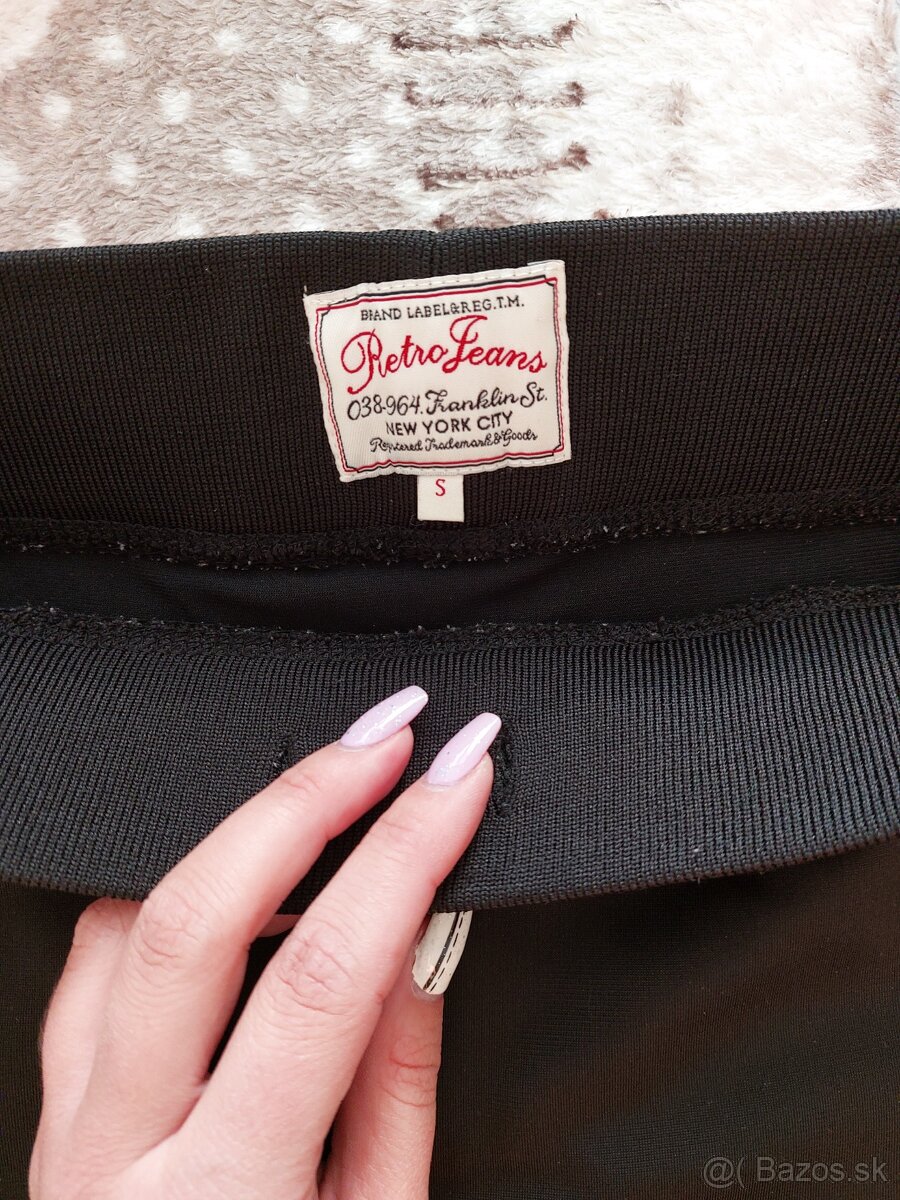 BRAND LABEL&REG.T.M.
Retro Jeans
038-964. Franklin St.
NEW YORK CITY
Registered Trademark & Goods
S
@( Bazos.sk